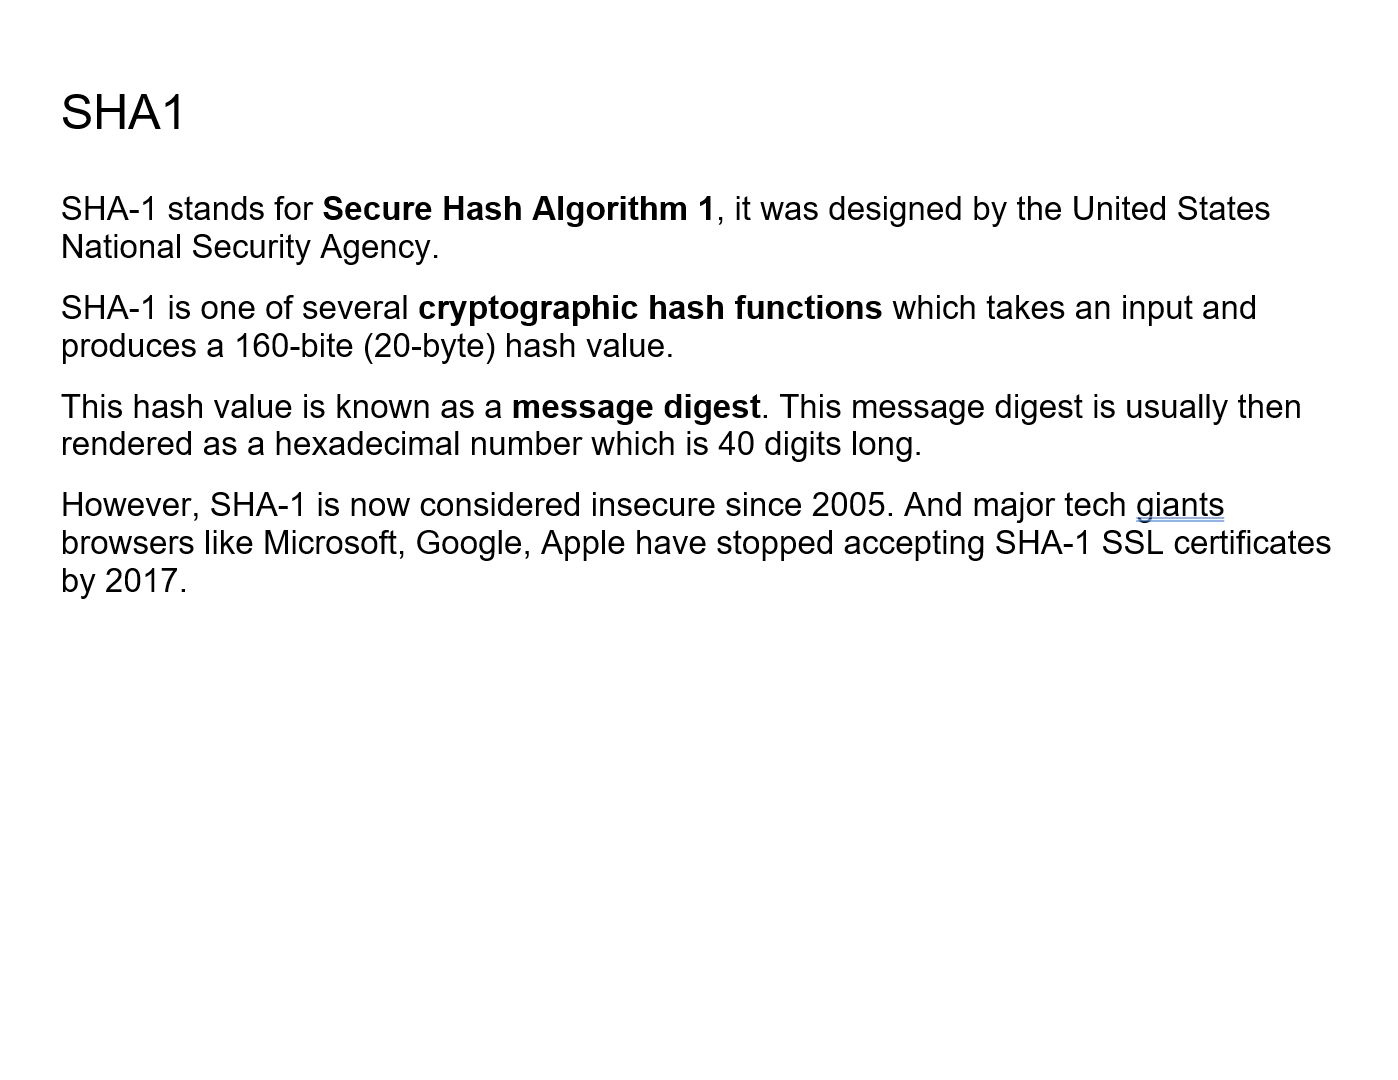 SHA1
SHA-1 stands for Secure Hash Algorithm 1, it was designed by the United States
National Security Agency.
SHA-1 is one of several cryptographic hash functions which takes an input and
produces a 160-bite (20-byte) hash value.
This hash value is known as a message digest. This message digest is usually then
rendered as a hexadecimal number which is 40 digits long.
However, SHA-1 is now considered insecure since 2005. And major tech giants
browsers like Microsoft, Google, Apple have stopped accepting SHA-1 SSL certificates
by 2017.